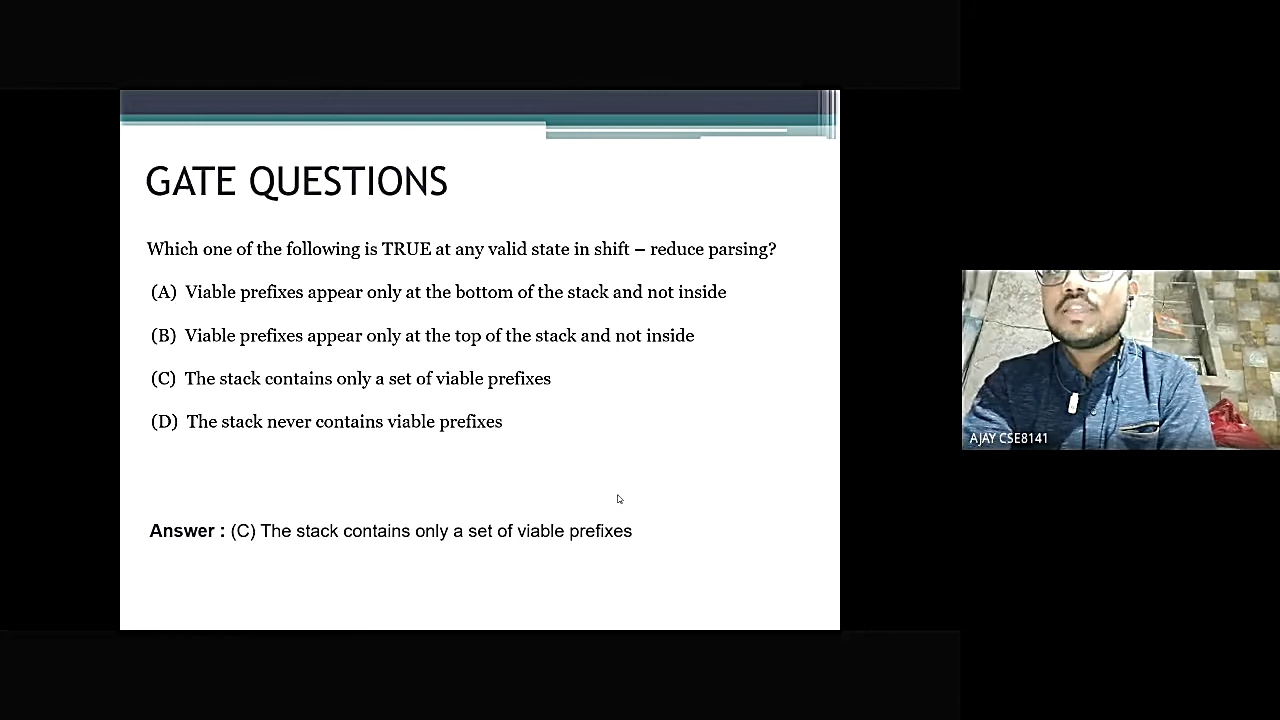 GATE QUESTIONS
Which one of the following is TRUE at any valid state in shift – reduce parsing?
(A) Viable prefixes appear only at the bottom of the stack and not inside
(B) Viable prefixes appear only at the top of the stack and not inside
(C) The stack contains only a set of viable prefixes
(D) The stack never contains viable prefixes
Answer : (C) The stack contains only a set of viable prefixes
AJAY CSE8141